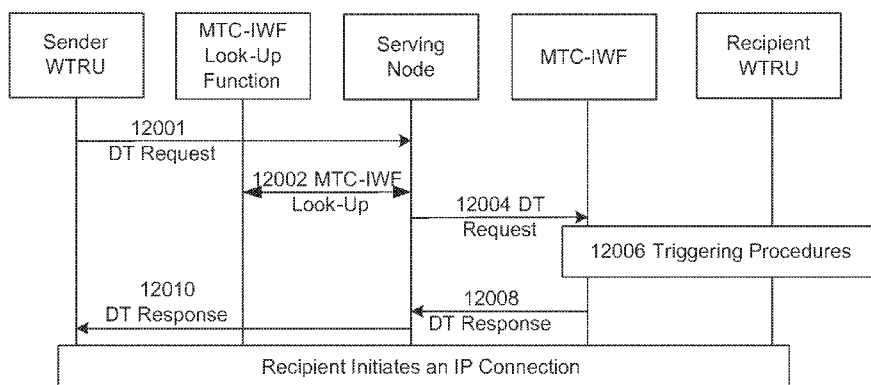 Sender
WTRU
MTC-IWF
Look-Up
Function
Serving
Node
MTC-IWF
Recipient
WTRU
12001
DT Request
12002 MTC-IWF
Look-Up
12004 DT
Request
12006 Triggering Procedures
12010
DT Response
12008
DT Response
Recipient Initiates an IP Connection